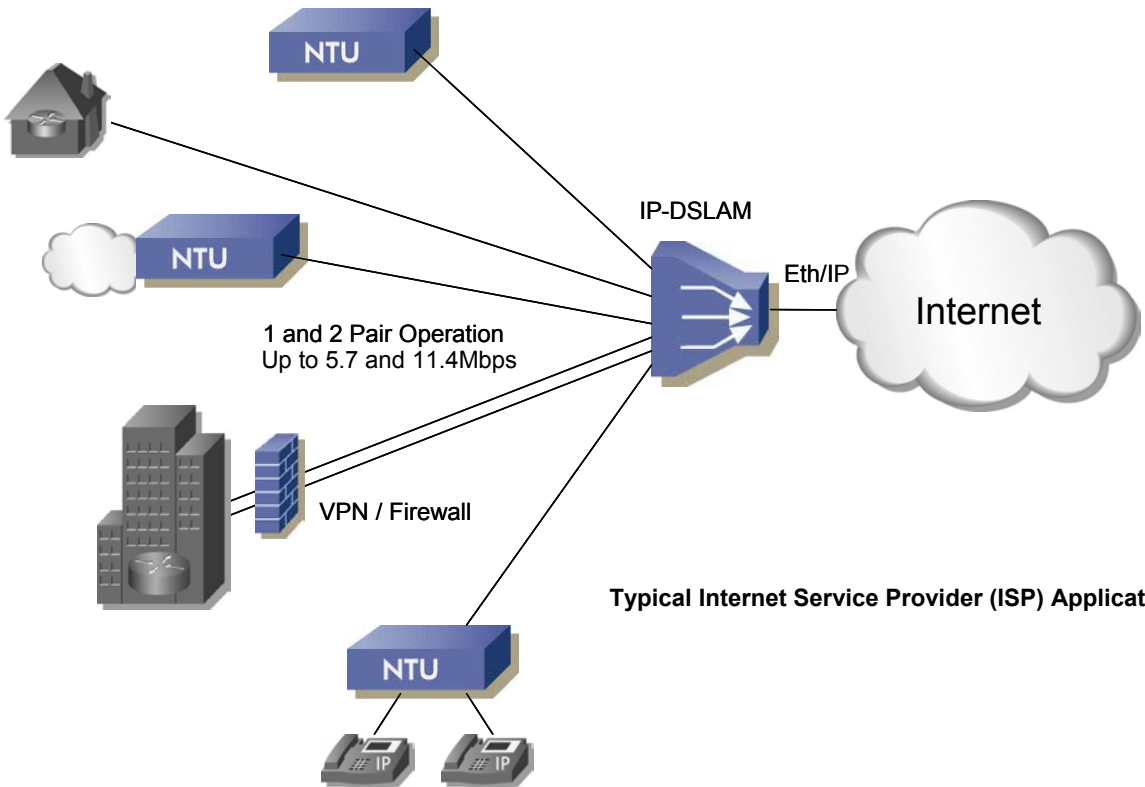 NTU
IP-DSLAM
NTU
Eth/IP
Internet
1 and 2 Pair Operation
Up to 5.7 and 11.4Mbps
VPN / Firewall
Typical Internet Service Provider (ISP) Applicat
NTU
IP
IP